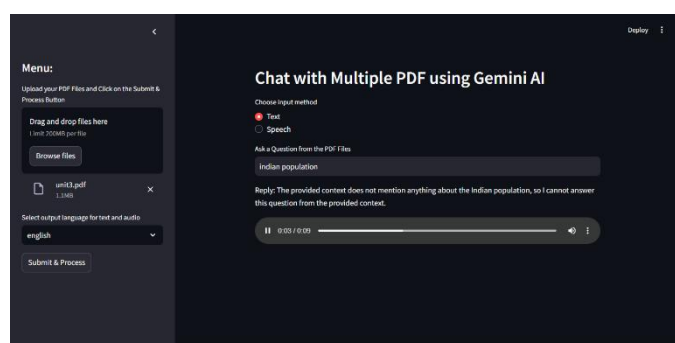 Deploy
Menu:
Upload your PDF Files and Click on the Submit &
Process Button
Drag and drop files here
Limit 200MB per file
Browse files
unit3.pdf
1.1MB
Select output language for text and audio
english
Submit & Process
Chat with Multiple PDF using Gemini AI
Choose input method
Text
Speech
Ask a Question from the PDF Files
indian population
Reply: The provided context does not mention anything about the Indian population, so I cannot answer
this question from the provided context.
0:03 / 0:09